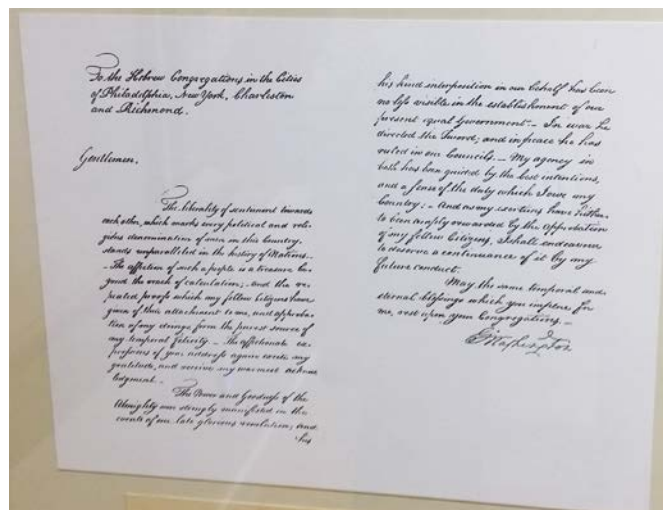 To the Hebrew Congregations in the Cities
of Philadelphia, New York, Charleston
and Richmond.
Gentlemen,
The liberality of sentiment towards
each other, which marks every political and reli-
gious denomination of men in this Country,
stands unparalleled in the history of Nations.
— The affection of such a people is a treasure be-
yond the reach of calculation; and the re-
peated proofs which my fellow Citizens have
given of their attachment to me, and approba-
tion of my doings form the purest source of
my temporal felicity. — The affectionate ex-
pressions of your address again excite my
gratitude, and receive my warmest acknow-
ledgement. —
The Power and Goodness of the
Almighty were strongly manifested in the
events of our late glorious revolution; and
his
his kind interposition in our behalf has been
no less visible in the establishment of our
present equal Government. — In war he
directed the Sword; and in peace he has
ruled in our Councils. — My agency in
both has been guided by the best intentions,
and a sense of the duty which I owe my
Country: — And as my exertions have hither-
to been amply rewarded by the approbation
of my fellow Citizens, I shall endeavour
to deserve a continuance of it by my
future conduct.
May the same temporal and
eternal blessings which you implore for
me, rest upon your Congregations. —
G. Washington